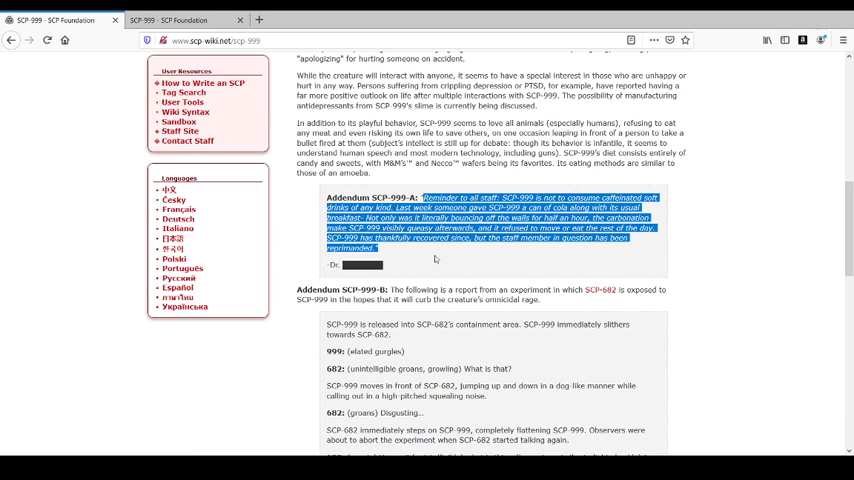 SCP-999 - SCP Foundation
SCP-999 - SCP Foundation
www.scp-wiki.net/scp-999
User Resources
How to Write an SCP
Tag Search
User Tools
Wiki Syntax
Sandbox
Staff Site
Contact Staff
Languages
中文
Česky
Français
Deutsch
Italiano
日本語
한국어
Polski
Português
Русский
Español
ภาษาไทย
Українська
"apologizing" for hurting someone on accident.
While the creature will interact with anyone, it seems to have a special interest in those who are unhappy or
hurt in any way. Persons suffering from crippling depression or PTSD, for example, have reported having a
far more positive outlook on life after multiple interactions with SCP-999. The possibility of manufacturing
antidepressants from SCP-999's slime is currently being discussed.
In addition to its playful behavior, SCP-999 seems to love all animals (especially humans), refusing to eat
any meat and even risking its own life to save others, on one occasion leaping in front of a person to take a
bullet fired at them (subject's intellect is still up for debate: though its behavior is infantile, it seems to
understand human speech and most modern technology, including guns). SCP-999's diet consists entirely of
candy and sweets, with M&M's™ and Necco™ wafers being its favorites. Its eating methods are similar to
those of an amoeba.
Addendum SCP-999-A: "Reminder to all staff: SCP-999 is not to consume caffeinated soft
drinks of any kind. Last week someone gave SCP-999 a can of cola along with its usual
breakfast- Not only was it literally bouncing off the walls for half an hour, the carbonation
make SCP-999 visibly queasy afterwards, and it refused to move or eat the rest of the day.
SCP-999 has thankfully recovered since, but the staff member in question has been
reprimanded."
-Dr.
Addendum SCP-999-B: The following is a report from an experiment in which SCP-682 is exposed to
SCP-999 in the hopes that it will curb the creature's omnicidal rage.
SCP-999 is released into SCP-682's containment area. SCP-999 immediately slithers
towards SCP-682.
999: (elated gurgles)
682: (unintelligible groans, growling) What is that?
SCP-999 moves in front of SCP-682, jumping up and down in a dog-like manner while
calling out in a high-pitched squealing noise.
682: (groans) Disgusting…
SCP-682 immediately steps on SCP-999, completely flattening SCP-999. Observers were
about to abort the experiment when SCP-682 started talking again.